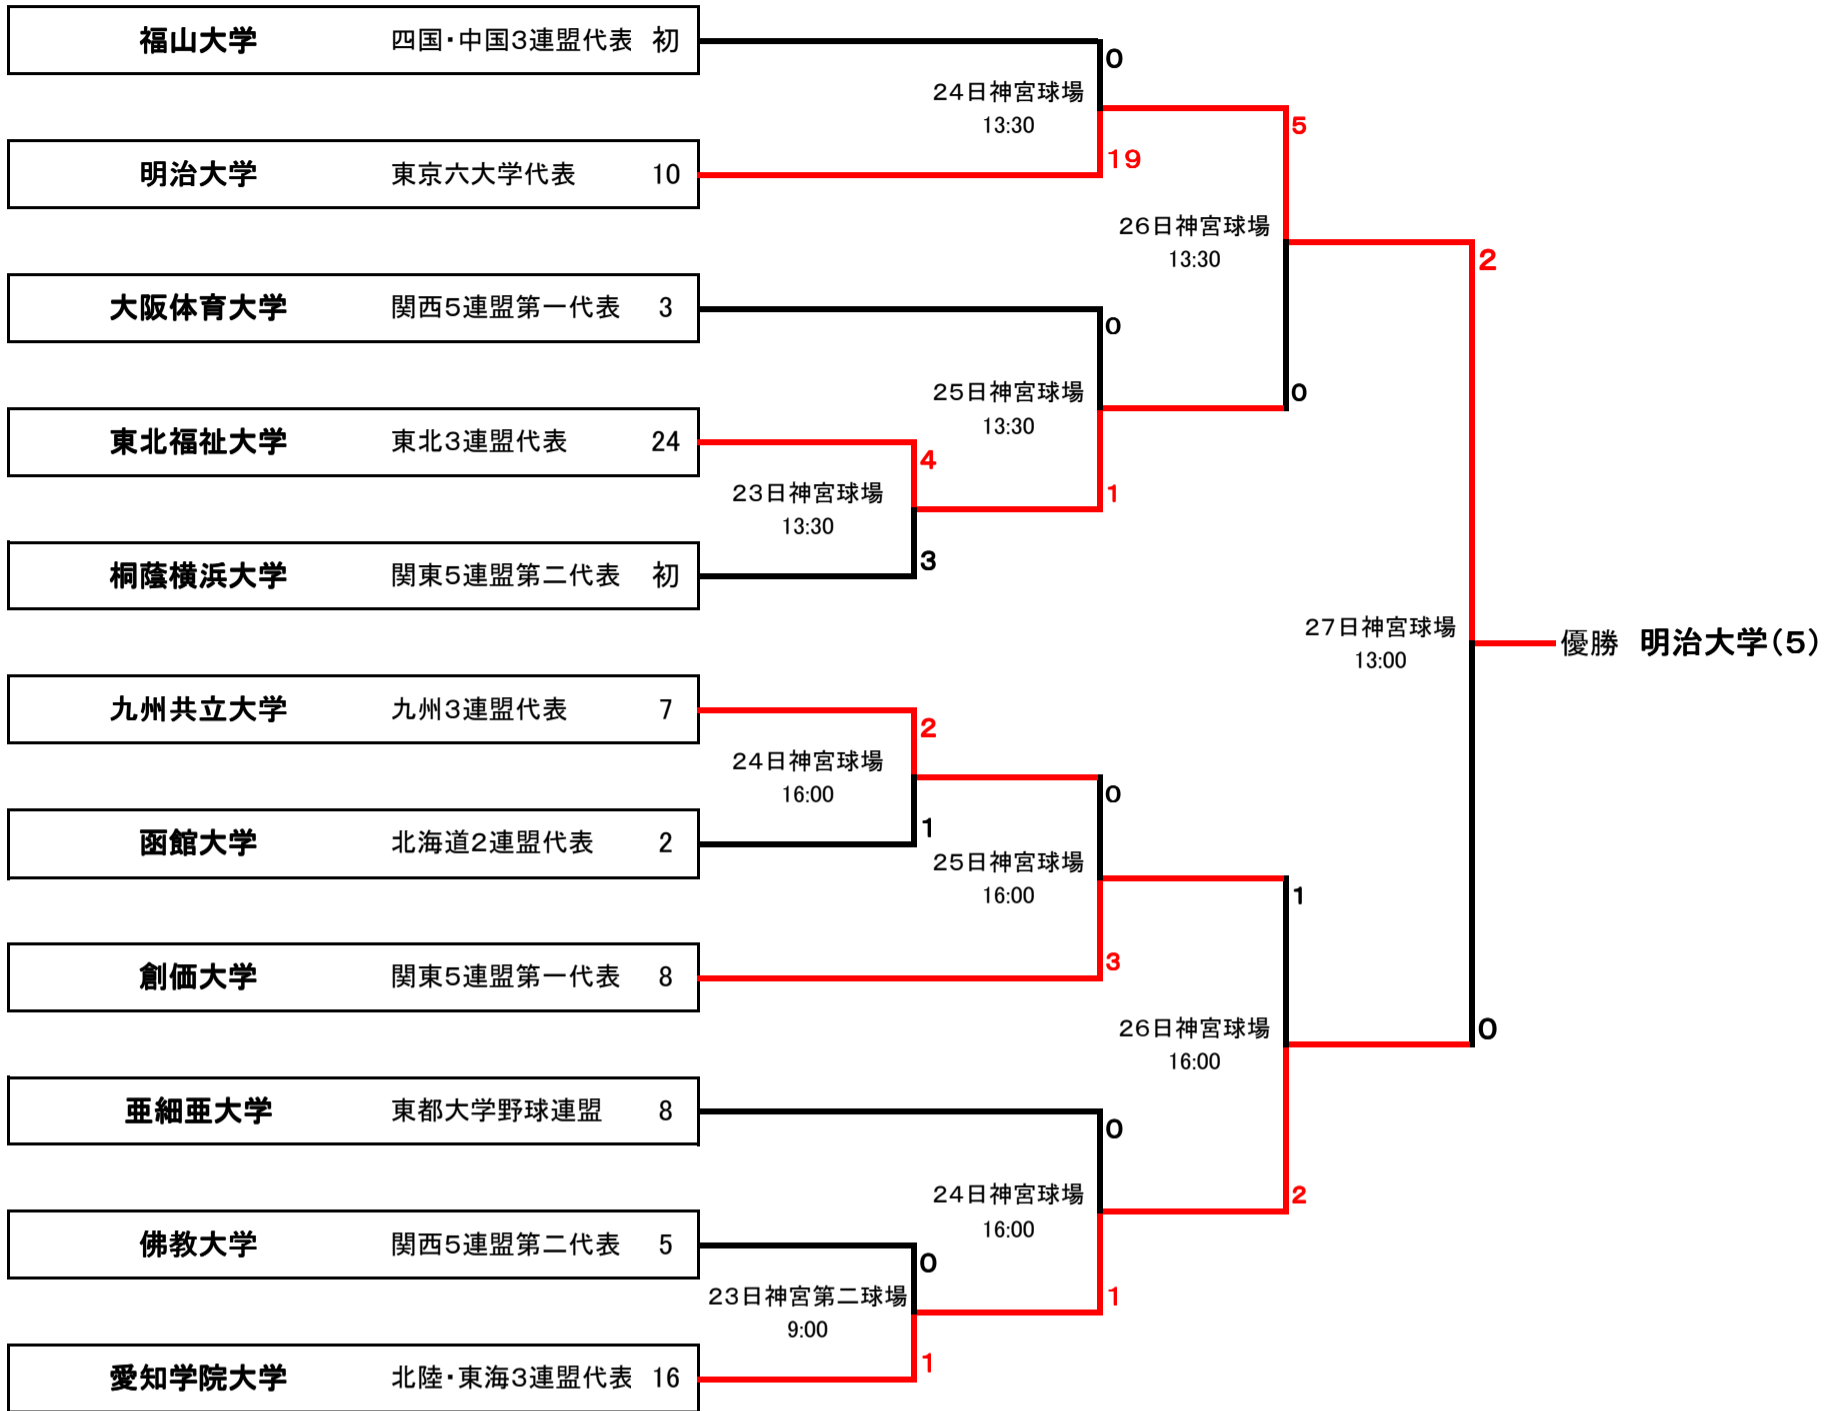 福山大学 四国・中国3連盟代表 初
0
24日神宮球場
13:30
5
19
明治大学 東京六大学代表 10
26日神宮球場
13:30
2
大阪体育大学 関西5連盟第一代表 3
0
25日神宮球場
13:30
0
東北福祉大学 東北3連盟代表 24
4
23日神宮球場
13:30
1
3
桐蔭横浜大学 関東5連盟第二代表 初
27日神宮球場
13:00
優勝 明治大学(5)
九州共立大学 九州3連盟代表 7
2
24日神宮球場
16:00
0
1
函館大学 北海道2連盟代表 2
25日神宮球場
16:00
1
3
創価大学 関東5連盟第一代表 8
26日神宮球場
16:00
0
亜細亜大学 東都大学野球連盟 8
0
24日神宮球場
16:00
2
佛教大学 関西5連盟第二代表 5
0
23日神宮第二球場
9:00
1
1
愛知学院大学 北陸・東海3連盟代表 16